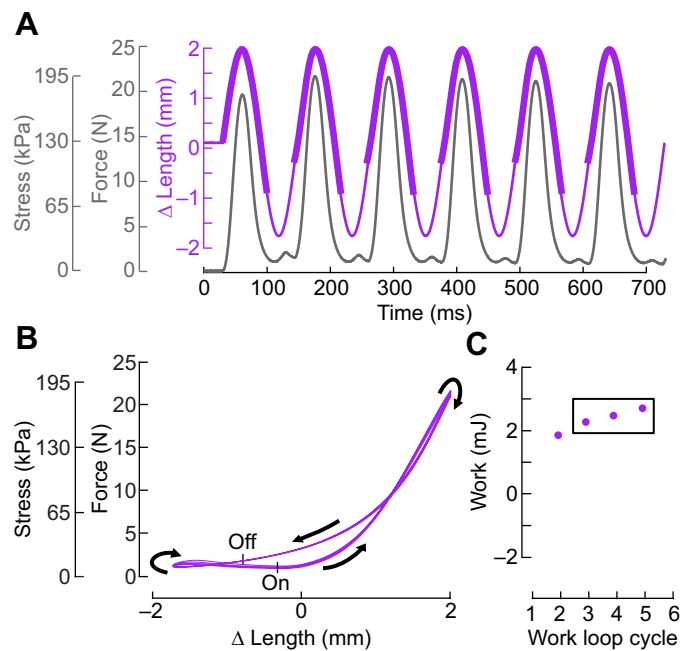 A
Stress (kPa)
195
130
65
0
Force (N)
25
20
15
10
5
0
Δ Length (mm)
2
1
0
–1
–2
0 100 200 300 400 500 600 700
Time (ms)
B
Stress (kPa)
195
130
65
0
Force (N)
25
20
15
10
5
0
Off
On
–2 0 2
Δ Length (mm)
C
Work (mJ)
4
2
0
–2
1 2 3 4 5 6
Work loop cycle